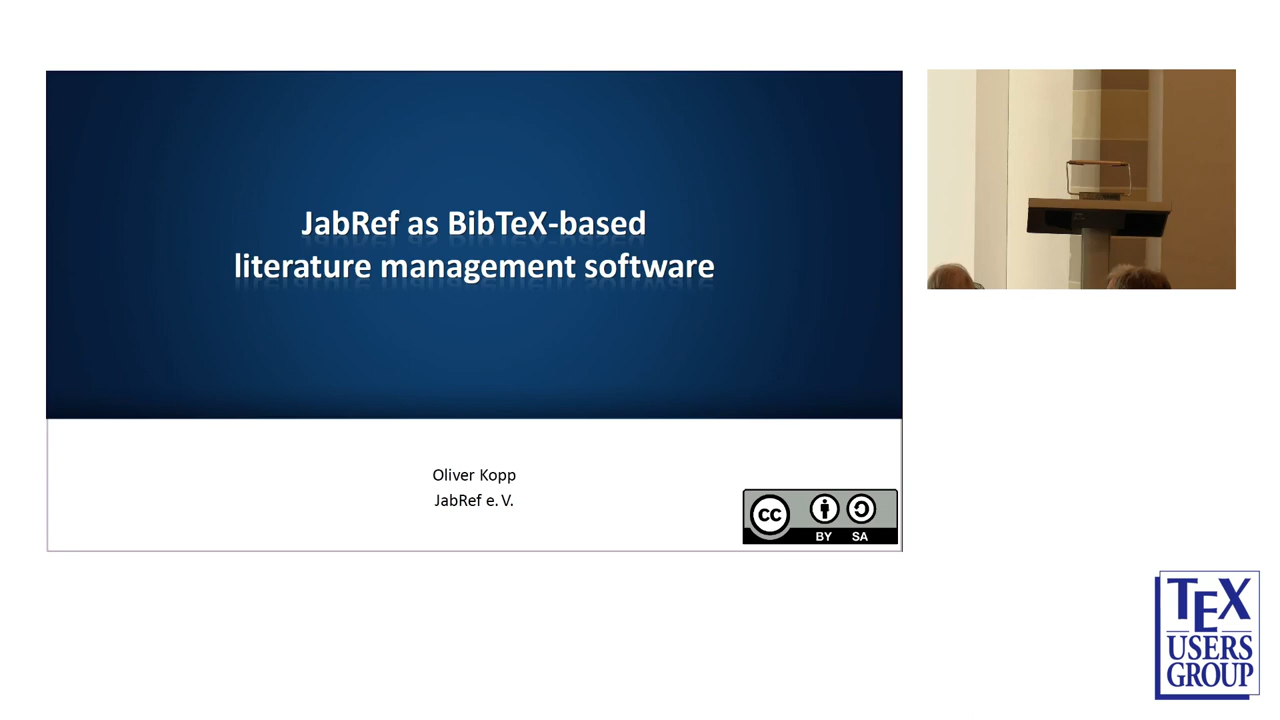 JabRef as BibTeX-based
literature management software
Oliver Kopp
JabRef e. V.
cc
BY SA
TEX
USERS
GROUP